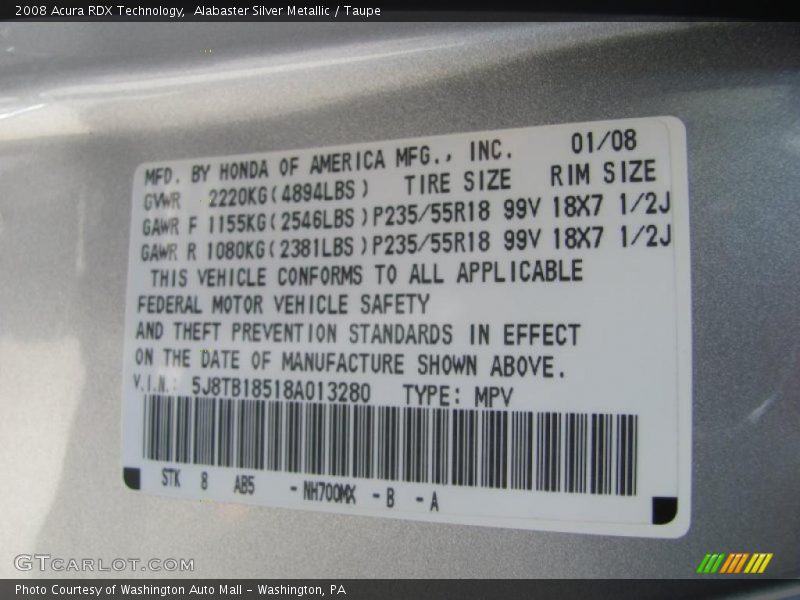 2008 Acura RDX Technology, Alabaster Silver Metallic / Taupe
MFD. BY HONDA OF AMERICA MFG., INC. 01/08
GVWR 2220KG(4894LBS) TIRE SIZE RIM SIZE
GAWR F 1155KG(2546LBS)P235/55R18 99V 18X7 1/2J
GAWR R 1080KG(2381LBS)P235/55R18 99V 18X7 1/2J
THIS VEHICLE CONFORMS TO ALL APPLICABLE
FEDERAL MOTOR VEHICLE SAFETY
AND THEFT PREVENTION STANDARDS IN EFFECT
ON THE DATE OF MANUFACTURE SHOWN ABOVE.
V.I.N.: 5J8TB18518A013280 TYPE: MPV
STK 8 AB5 -NH700MX -B -A
GTCARLOT.COM
Photo Courtesy of Washington Auto Mall - Washington, PA